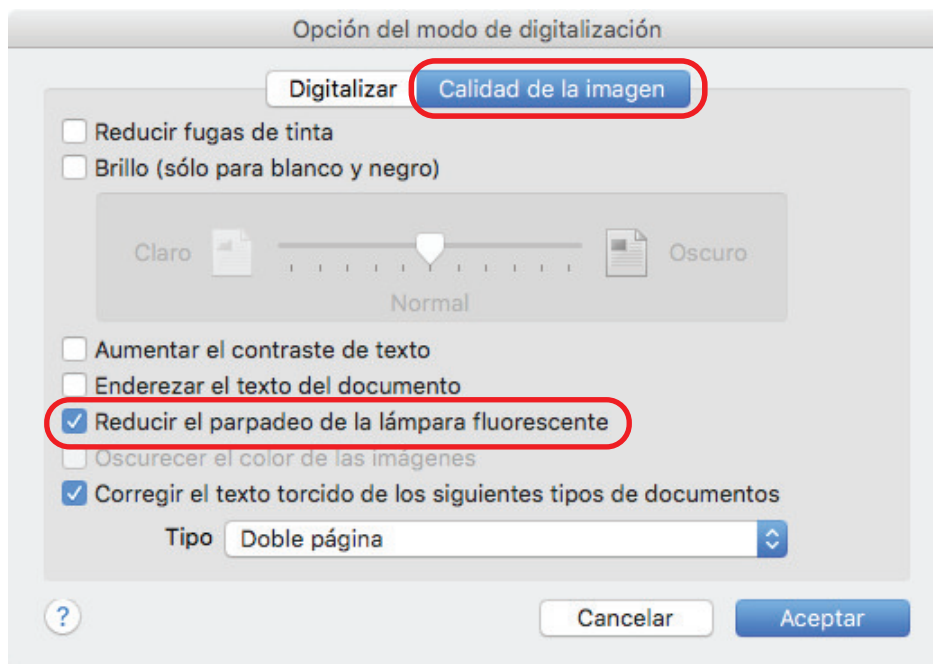 Opción del modo de digitalización
Digitalizar Calidad de la imagen
Reducir fugas de tinta
Brillo (sólo para blanco y negro)
Claro Oscuro
Normal
Aumentar el contraste de texto
Enderezar el texto del documento
Reducir el parpadeo de la lámpara fluorescente
Oscurecer el color de las imágenes
Corregir el texto torcido de los siguientes tipos de documentos
Tipo Doble página
? Cancelar Aceptar